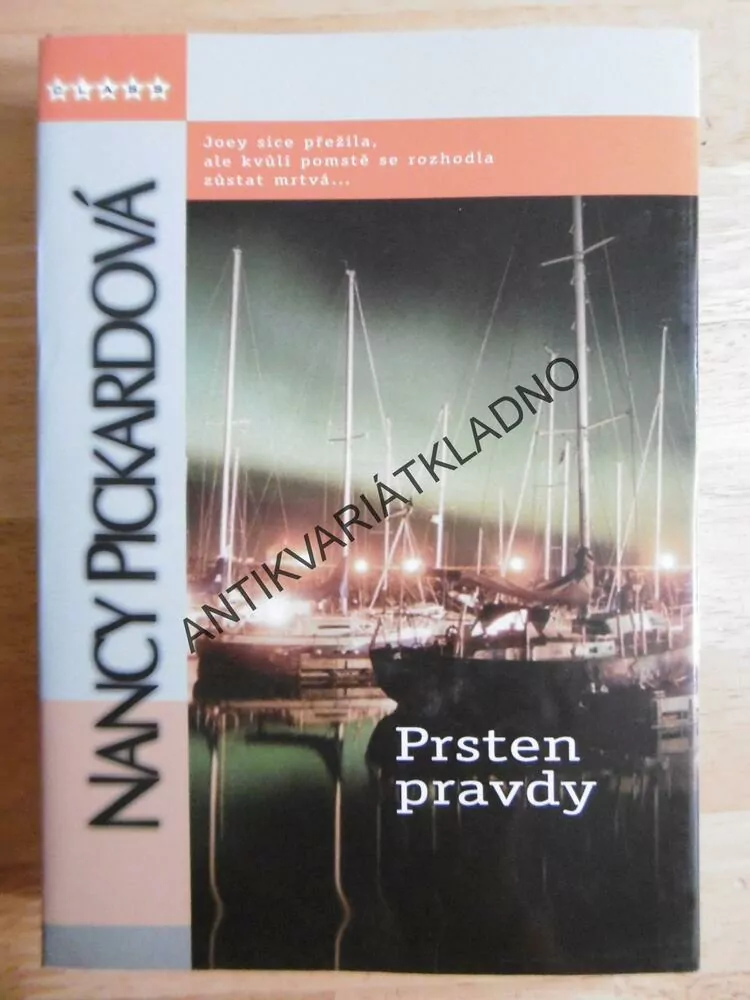 CLASS
Joey sice přežila,
ale kvůli pomstě se rozhodla
zůstat mrtvá...
NANCY PICKARDOVÁ
ANTIKVARIÁTKLADNO
Prsten
pravdy